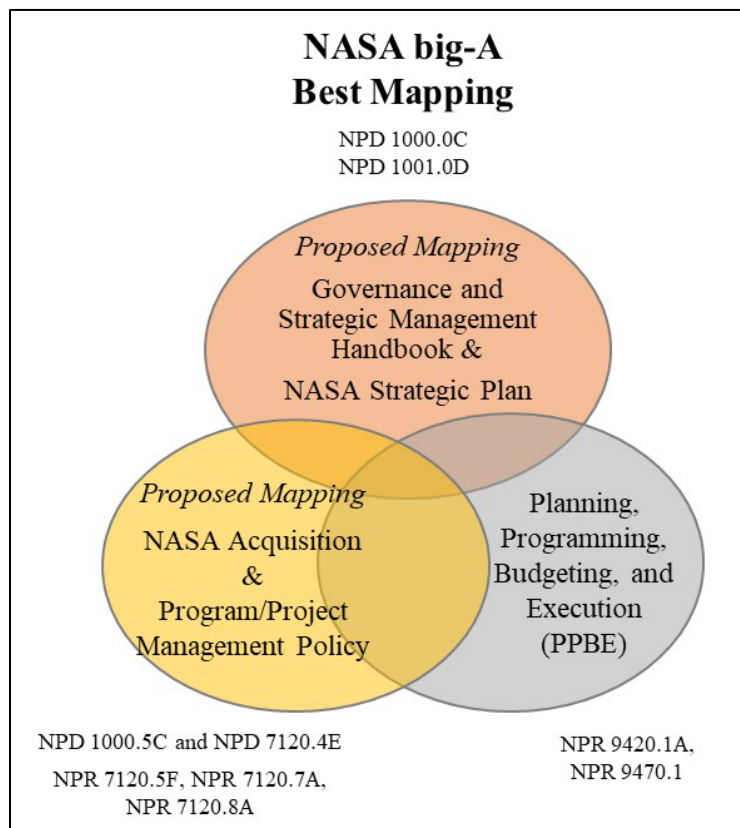 NASA big-A
Best Mapping
NPD 1000.0C
NPD 1001.0D
Proposed Mapping
Governance and
Strategic Management
Handbook &
NASA Strategic Plan
Proposed Mapping
NASA Acquisition
&
Program/Project
Management Policy
Planning,
Programming,
Budgeting, and
Execution
(PPBE)
NPD 1000.5C and NPD 7120.4E
NPR 7120.5F, NPR 7120.7A,
NPR 7120.8A
NPR 9420.1A,
NPR 9470.1